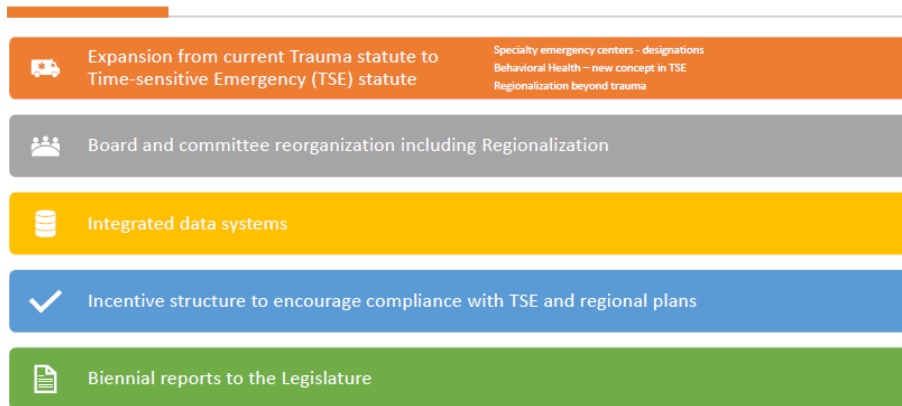 Expansion from current Trauma statute to
Time-sensitive Emergency (TSE) statute
Specialty emergency centers - designations
Behavioral Health – new concept in TSE
Regionalization beyond trauma
Board and committee reorganization including Regionalization
Integrated data systems
Incentive structure to encourage compliance with TSE and regional plans
Biennial reports to the Legislature